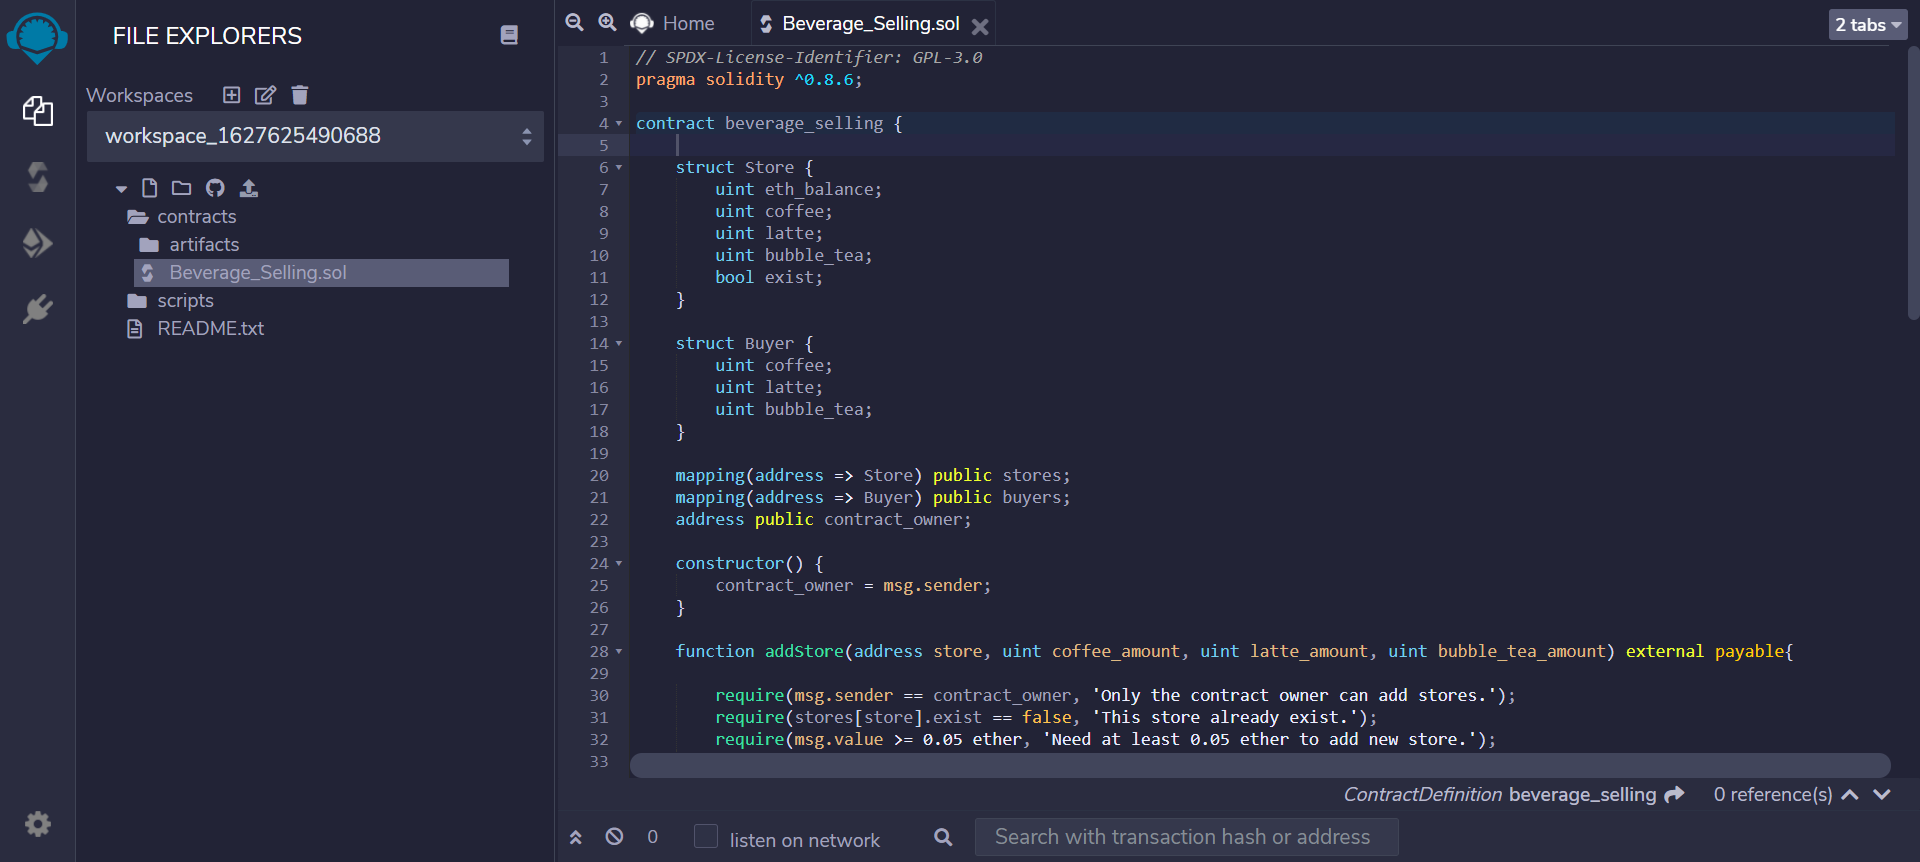 FILE EXPLORERS
Workspaces
workspace_1627625490688
contracts
artifacts
Beverage_Selling.sol
scripts
README.txt
Home
Beverage_Selling.sol
2 tabs
1 // SPDX-License-Identifier: GPL-3.0
2 pragma solidity ^0.8.6;
3
4 contract beverage_selling {
5
6 struct Store {
7 uint eth_balance;
8 uint coffee;
9 uint latte;
10 uint bubble_tea;
11 bool exist;
12 }
13
14 struct Buyer {
15 uint coffee;
16 uint latte;
17 uint bubble_tea;
18 }
19
20 mapping(address => Store) public stores;
21 mapping(address => Buyer) public buyers;
22 address public contract_owner;
23
24 constructor() {
25 contract_owner = msg.sender;
26 }
27
28 function addStore(address store, uint coffee_amount, uint latte_amount, uint bubble_tea_amount) external payable{
29
30 require(msg.sender == contract_owner, 'Only the contract owner can add stores.');
31 require(stores[store].exist == false, 'This store already exist.');
32 require(msg.value >= 0.05 ether, 'Need at least 0.05 ether to add new store.');
33
ContractDefinition beverage_selling 0 reference(s)
0 listen on network Search with transaction hash or address